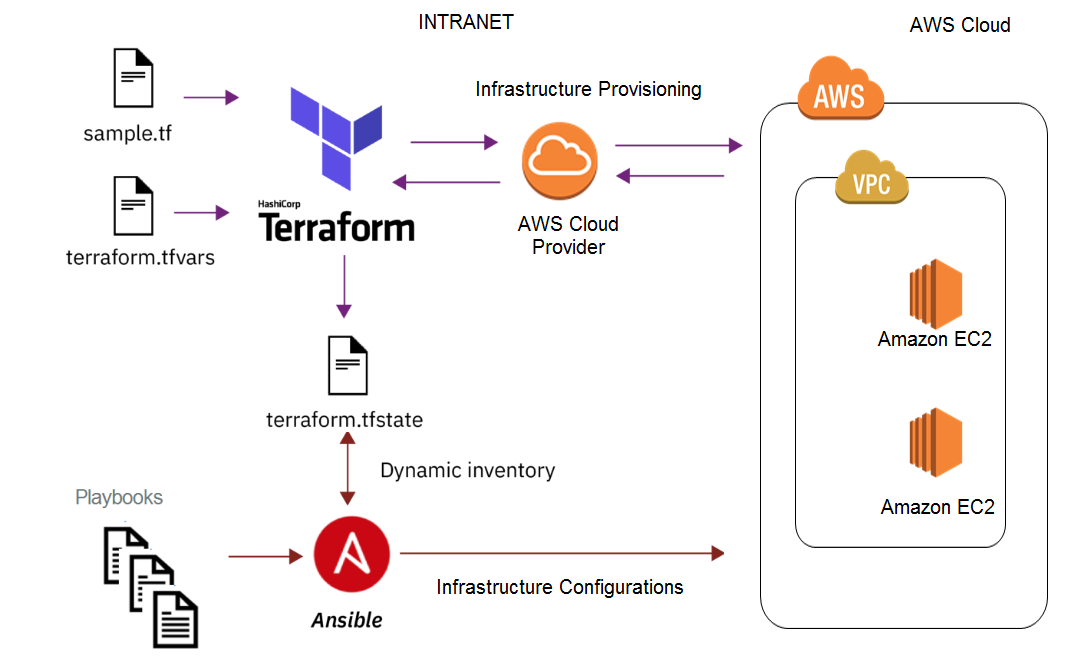 INTRANET
AWS Cloud
sample.tf
Infrastructure Provisioning
AWS
terraform.tfvars
HashiCorp
Terraform
AWS Cloud
Provider
VPC
Amazon EC2
terraform.tfstate
Dynamic inventory
Amazon EC2
Playbooks
Ansible
Infrastructure Configurations